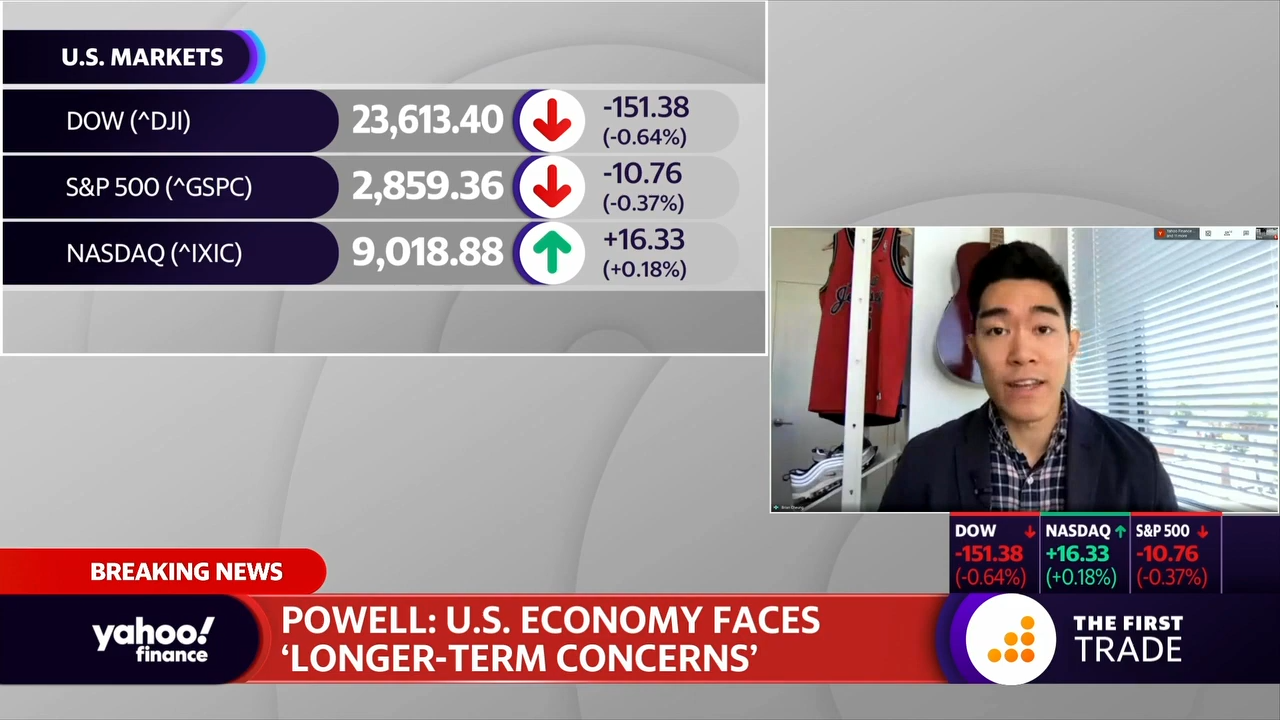 U.S. MARKETS
DOW (^DJI)
23,613.40
-151.38
(-0.64%)
S&P 500 (^GSPC)
2,859.36
-10.76
(-0.37%)
NASDAQ (^IXIC)
9,018.88
+16.33
(+0.18%)
DOW
-151.38
(-0.64%)
NASDAQ
+16.33
(+0.18%)
S&P 500
-10.76
(-0.37%)
BREAKING NEWS
yahoo!
finance
POWELL: U.S. ECONOMY FACES
‘LONGER-TERM CONCERNS’
THE FIRST
TRADE